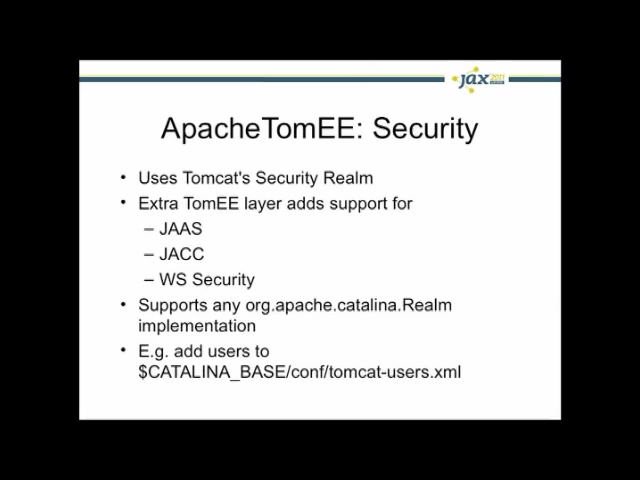 jax 2011
ApacheTomEE: Security
• Uses Tomcat's Security Realm
• Extra TomEE layer adds support for
– JAAS
– JACC
– WS Security
• Supports any org.apache.catalina.Realm
implementation
• E.g. add users to
$CATALINA_BASE/conf/tomcat-users.xml